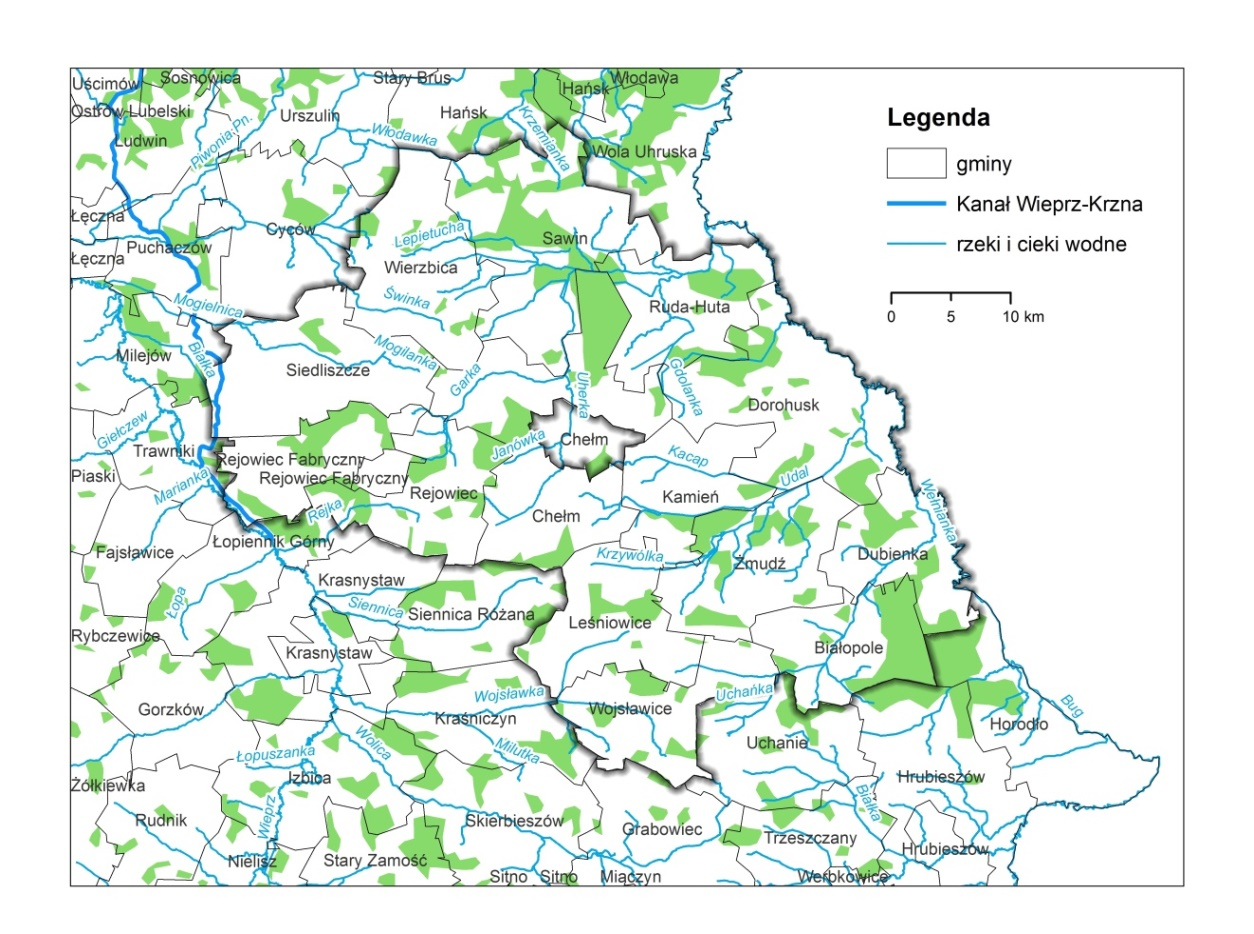 Uścimów
Sosnowica
Stary Brus
Hańsk
Włodawa
Ostrów Lubelski
Urszulin
Hańsk
Ludwin
Piwonia Pn.
Włodawka
Krzemianka
Wola Uhruska
Łęczna
Puchaczów
Cyców
Lepietucha
Sawin
Łęczna
Wierzbica
Mogielnica
Świnka
Ruda-Huta
Milejów
Białka
Siedliszcze
Mogilanka
Garka
Uherka
Gdolanka
Dorohusk
Giełczew
Trawniki
Rejowiec Fabryczny
Rejowiec Fabryczny
Janówka
Chełm
Kacap
Piaski
Marianka
Rejowiec
Kamień
Udal
Wełnianka
Rejka
Chełm
Fajsławice
Łopiennik Górny
Krzywólka
Żmudź
Dubienka
Krasnystaw
Łopa
Siennica
Siennica Różana
Leśniowice
Rybczewice
Krasnystaw
Białopole
Gorzków
Wojsławka
Kraśniczyn
Wojsławice
Uchańka
Bug
Horodło
Wolica
Milutka
Uchanie
Łopuszanka
Żółkiewka
Izbica
Hrubieszów
Białka
Rudnik
Wieprz
Skierbieszów
Grabowiec
Trzeszczany
Hrubieszów
Nielisz
Stary Zamość
Sitno
Sitno
Miączyn
Werbkowice
Legenda
gminy
Kanał Wieprz-Krzna
rzeki i cieki wodne
0 5 10 km